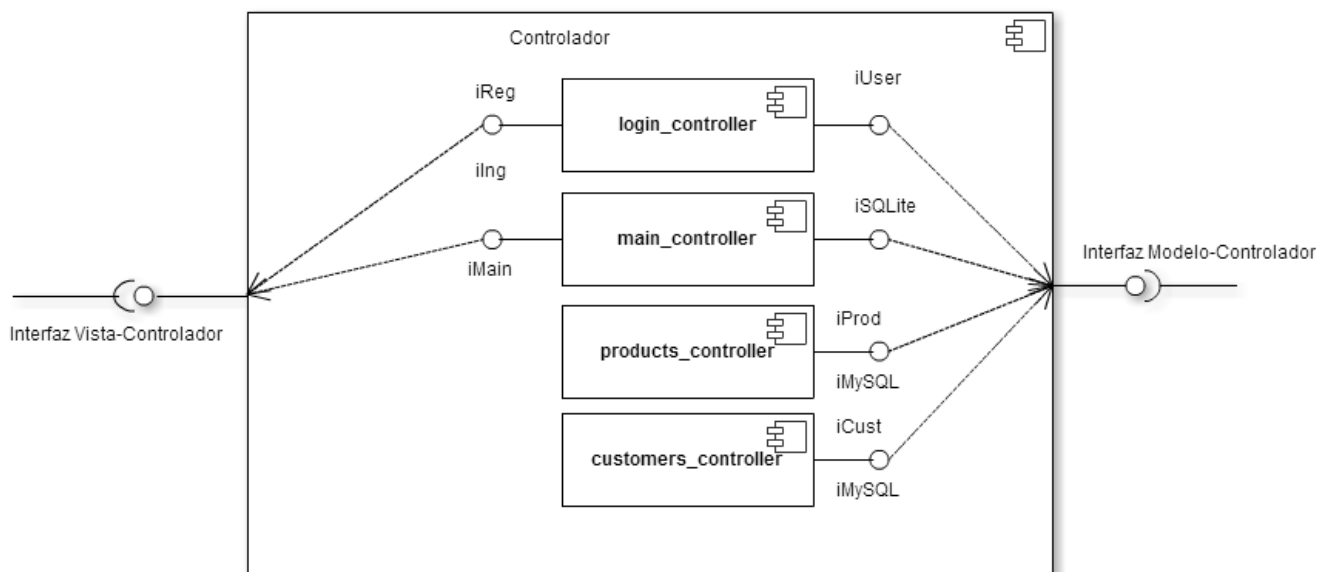 Controlador
iReg
iUser
login_controller
iIng
iSQLite
main_controller
iMain
Interfaz Modelo-Controlador
Interfaz Vista-Controlador
iProd
products_controller
iMySQL
iCust
customers_controller
iMySQL